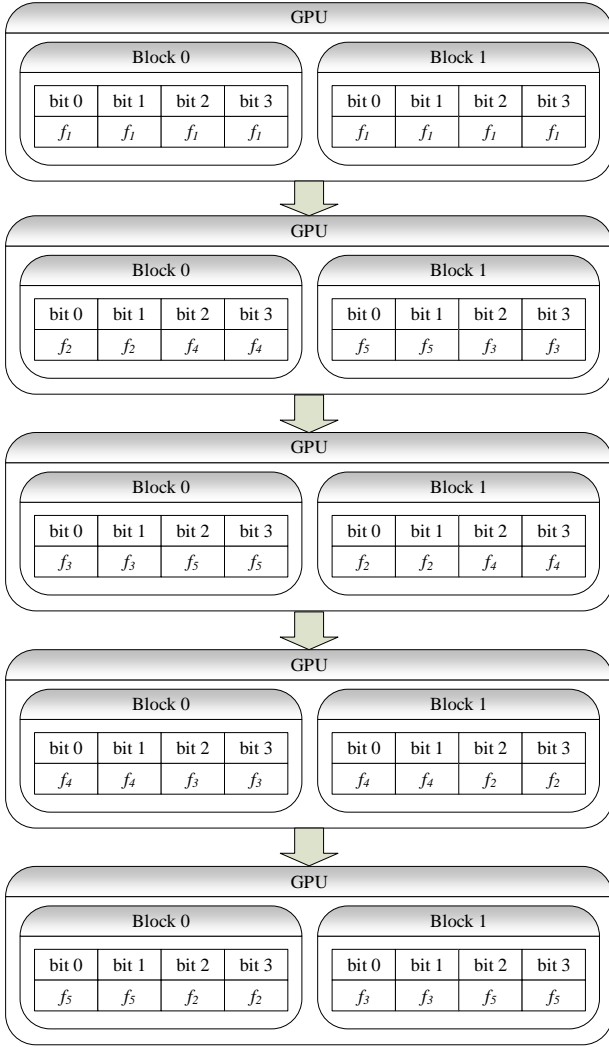 GPU
Block 0 Block 1
bit 0 bit 1 bit 2 bit 3 bit 0 bit 1 bit 2 bit 3
f1 f1 f1 f1 f1 f1 f1 f1
GPU
Block 0 Block 1
bit 0 bit 1 bit 2 bit 3 bit 0 bit 1 bit 2 bit 3
f2 f2 f4 f4 f5 f5 f3 f3
GPU
Block 0 Block 1
bit 0 bit 1 bit 2 bit 3 bit 0 bit 1 bit 2 bit 3
f3 f3 f5 f5 f2 f2 f4 f4
GPU
Block 0 Block 1
bit 0 bit 1 bit 2 bit 3 bit 0 bit 1 bit 2 bit 3
f4 f4 f3 f3 f4 f4 f2 f2
GPU
Block 0 Block 1
bit 0 bit 1 bit 2 bit 3 bit 0 bit 1 bit 2 bit 3
f5 f5 f2 f2 f3 f3 f5 f5